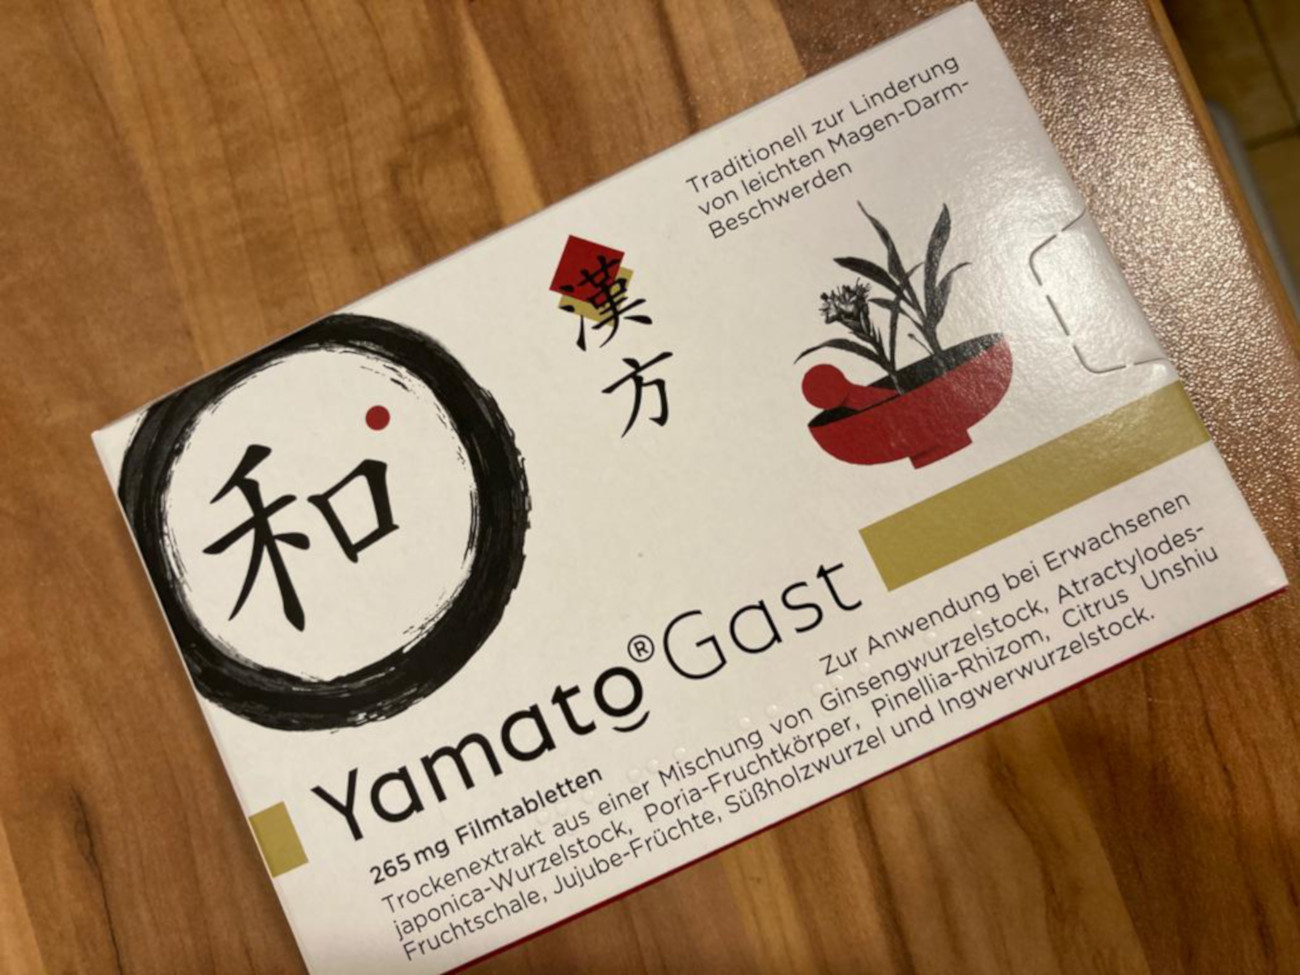 Traditionell zur Linderung
von leichten Magen-Darm-
Beschwerden
漢
方
和
Yamato®Gast
265 mg Filmtabletten
Zur Anwendung bei Erwachsenen
Trockenextrakt aus einer Mischung von Ginsengwurzelstock, Atractylodes-
japonica-Wurzelstock, Poria-Fruchtkörper, Pinellia-Rhizom, Citrus Unshiu
Fruchtschale, Jujube-Früchte, Süßholzwurzel und Ingwerwurzelstock.